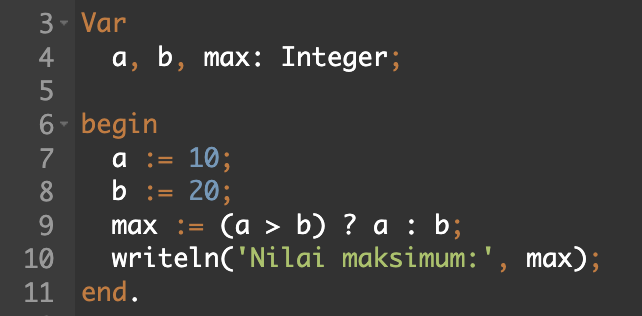 3 Var
4 a, b, max: Integer;
5
6 begin
7 a := 10;
8 b := 20;
9 max := (a > b) ? a : b;
10 writeln('Nilai maksimum:', max);
11 end.